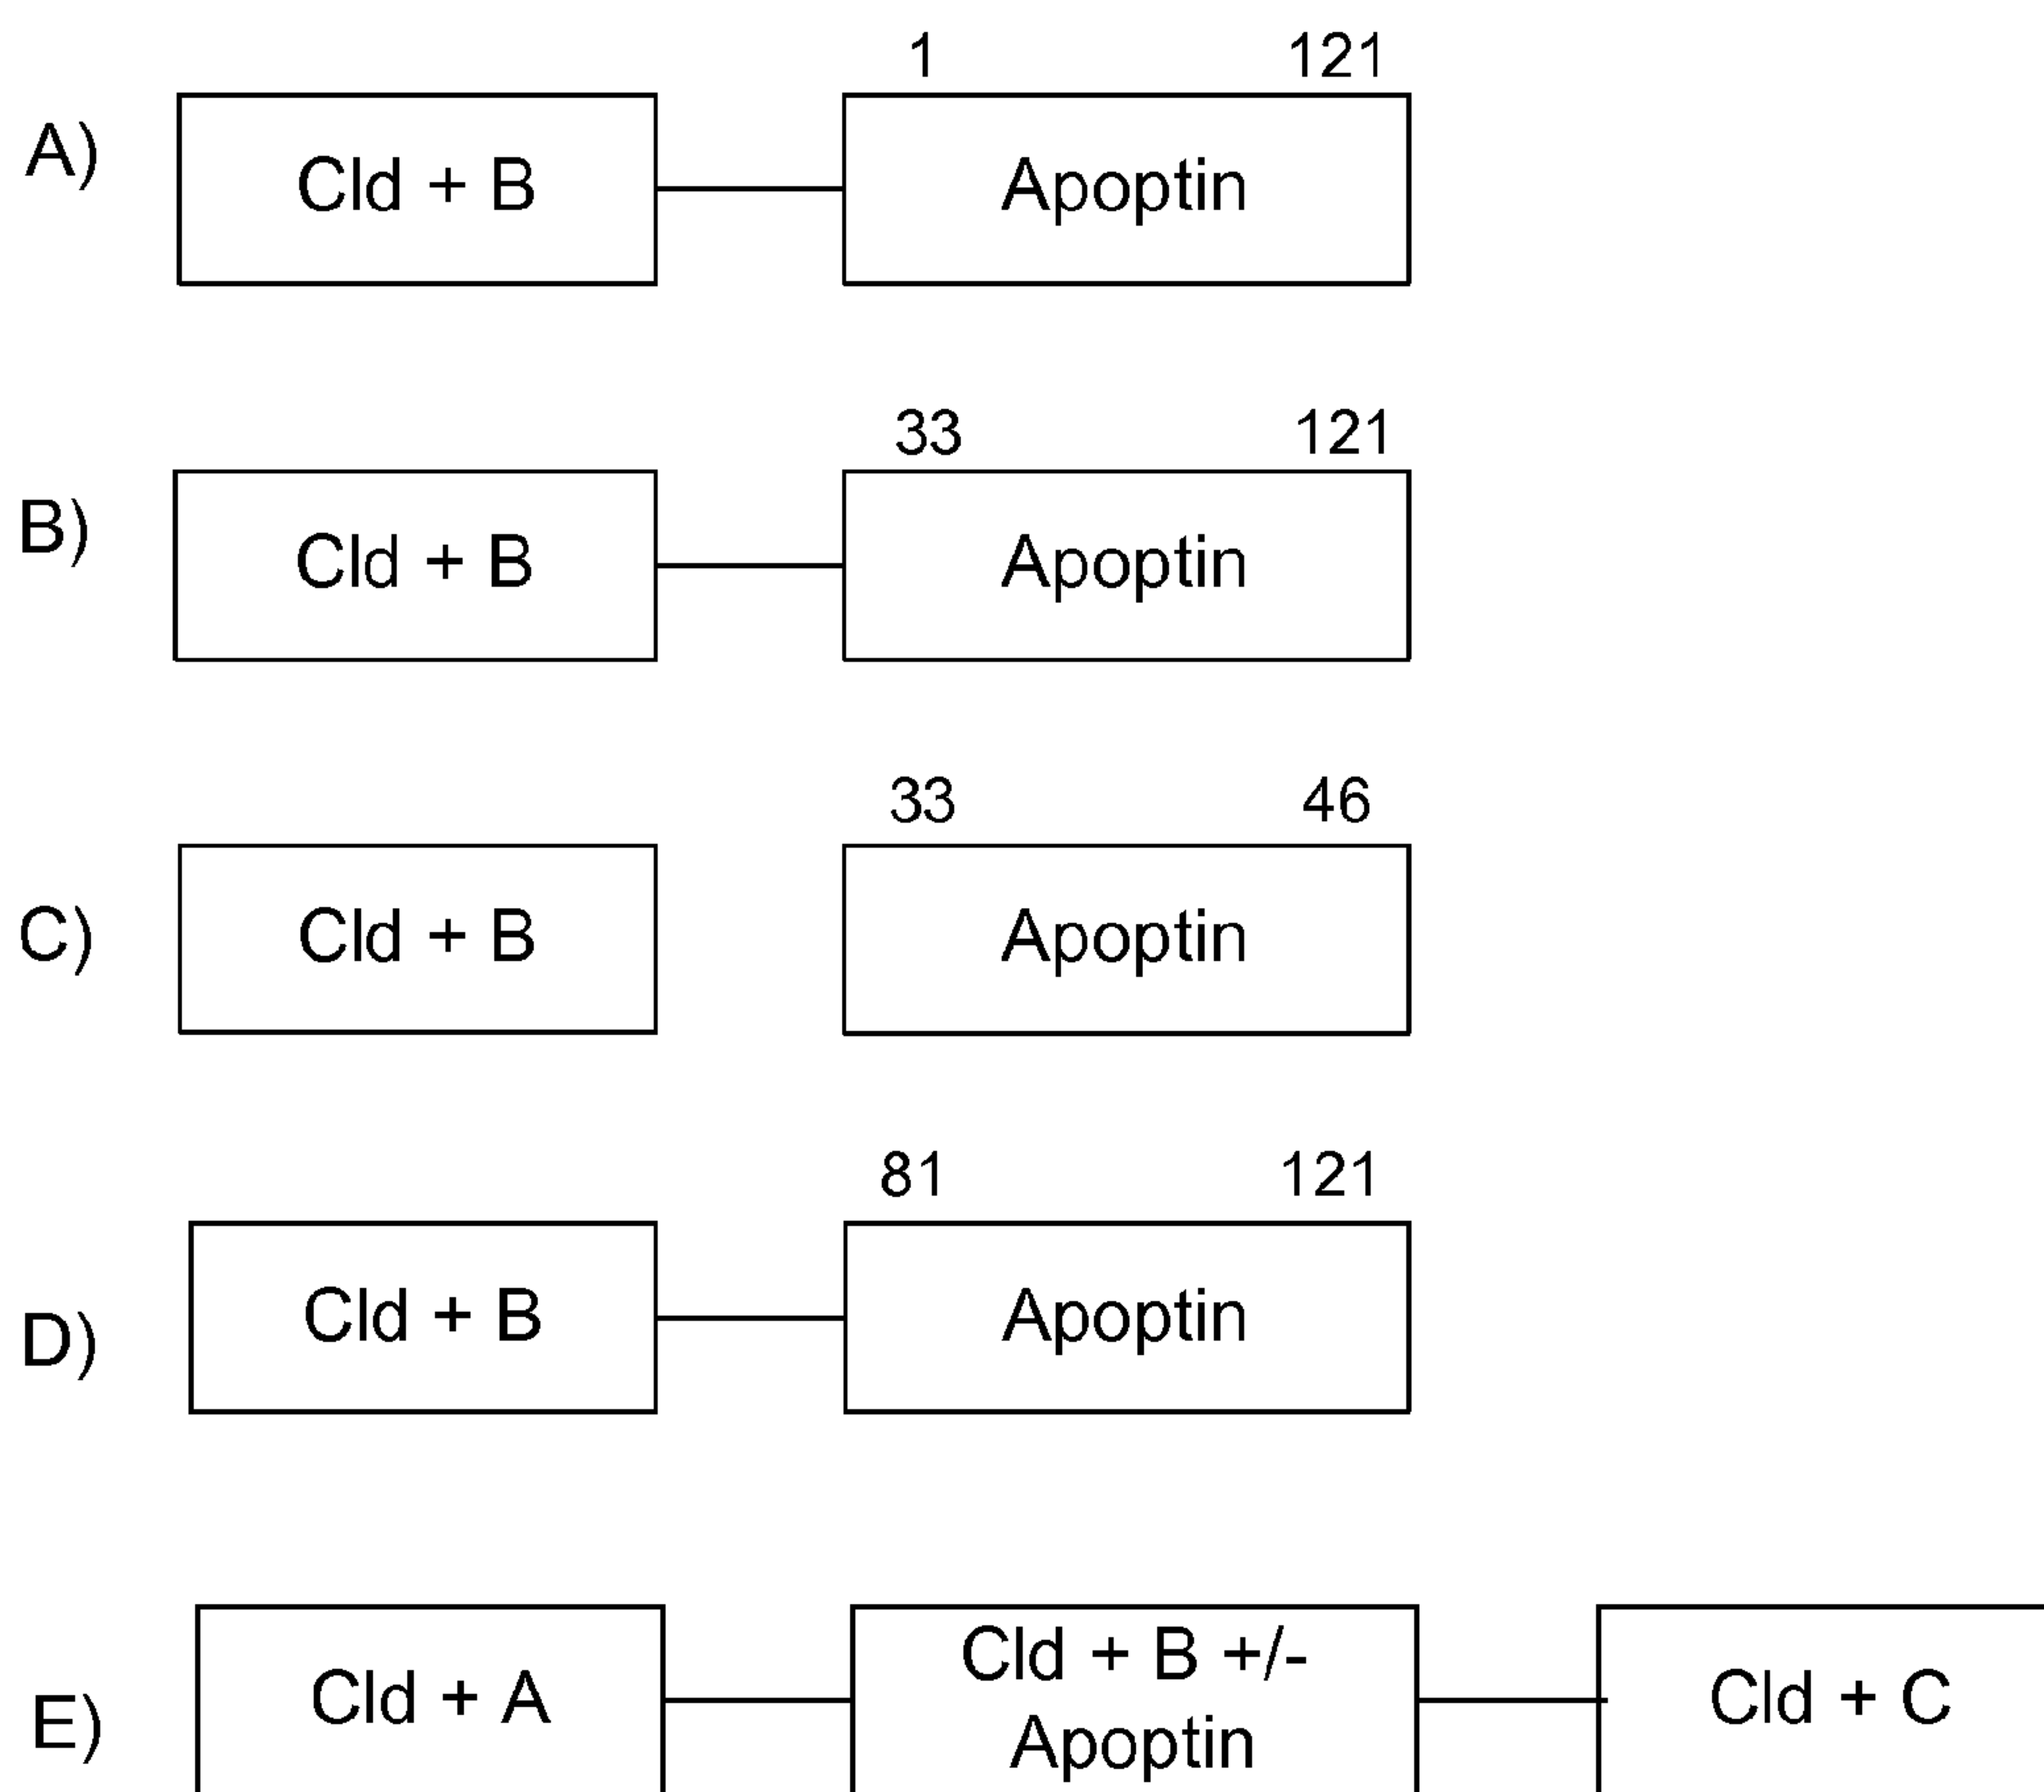 1 121
A) Cld + B Apoptin
33 121
B) Cld + B Apoptin
33 46
C) Cld + B Apoptin
81 121
D) Cld + B Apoptin
Cld + B +/-
E) Cld + A Cld + C
Apoptin